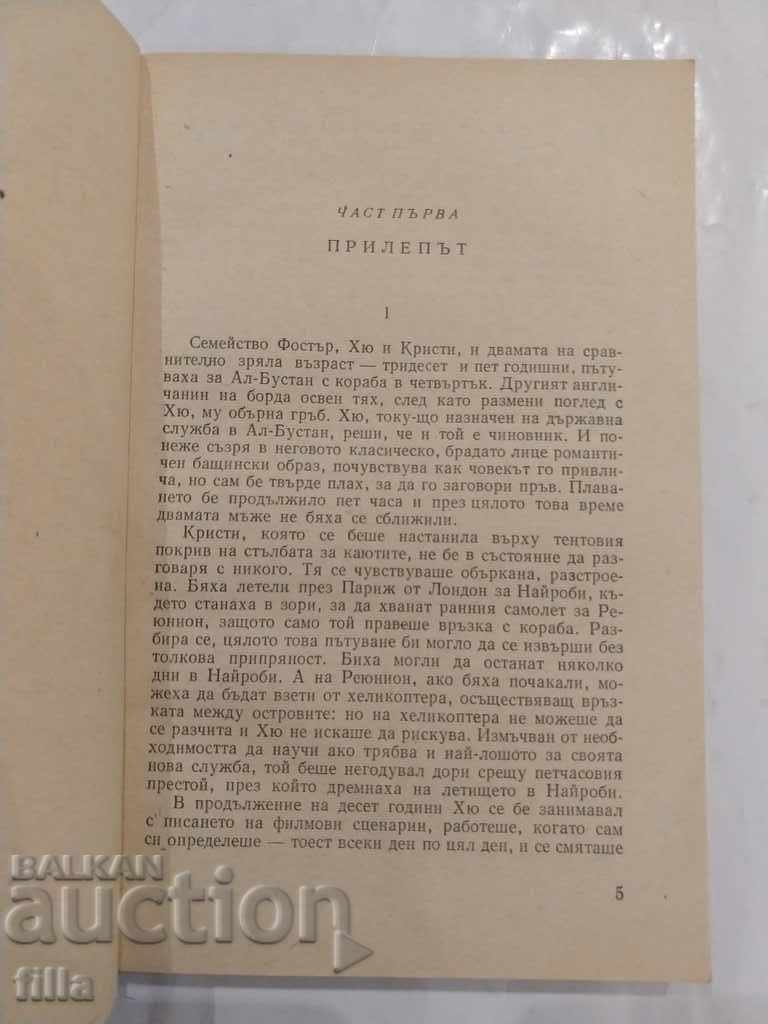 ЧАСТ ПЪРВА
ПРИЛЕПЪТ
1
Семейство Фостър, Хю и Кристи, и двамата на срав-
нително зряла възраст — тридесет и пет годишни, пъту-
ваха за Ал-Бустан с кораба в четвъртък. Другият англи-
чанин на борда освен тях, след като размени поглед с
Хю, му обърна гръб. Хю, току-що назначен на държавна
служба в Ал-Бустан, реши, че и той е чиновник. И по-
неже съзря в неговото класическо, брадато лице романти-
чен бащински образ, почувствува как човекът го привли-
ча, но сам бе твърде плах, за да го заговори пръв. Плава-
нето бе продължило пет часа и през цялото това време
двамата мъже не бяха се сближили.
Кристи, която се беше настанила върху тентовия
покрив на стълбата за каютите, не бе в състояние да раз-
говаря с никого. Тя се чувствуваше объркана, разстрое-
на. Бяха летели през Париж от Лондон за Найроби, къ-
дето станаха в зори, за да хванат ранния самолет за Ре-
юнион, защото само той правеше връзка с кораба. Раз-
бира се, цялото това пътуване би могло да се извърши без
толкова припряност. Биха могли да останат няколко
дни в Найроби. А на Реюнион, ако бяха почакали, мо-
жеха да бъдат взети от хеликоптера, осъществяващ връз-
ката между островите: но на хеликоптера не можеше да
се разчита и Хю не искаше да рискува. Измъчван от необ-
ходимостта да научи ако трябва и най-лошото за своята
нова служба, той беше негодувал дори срещу петчасовия
престой, през който дремнаха на летището в Найроби.
В продължение на десет години Хю се бе занимавал
с писането на филмови сценарии, работеше, когато сам
си определеше — тоест всеки ден по цял ден, и се смяташе
5
BALKAN
auction
filla